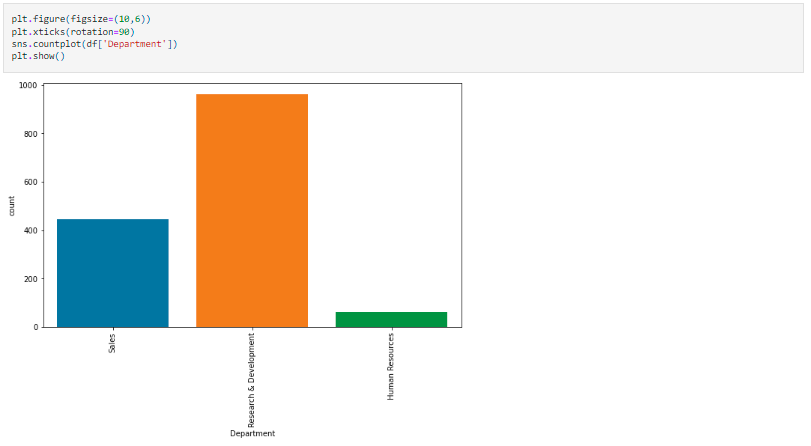 plt.figure(figsize=(10,6))
plt.xticks(rotation=90)
sns.countplot(df['Department'])
plt.show()
1000
800
600
400
200
0
count
Sales
Research & Development
Human Resources
Department